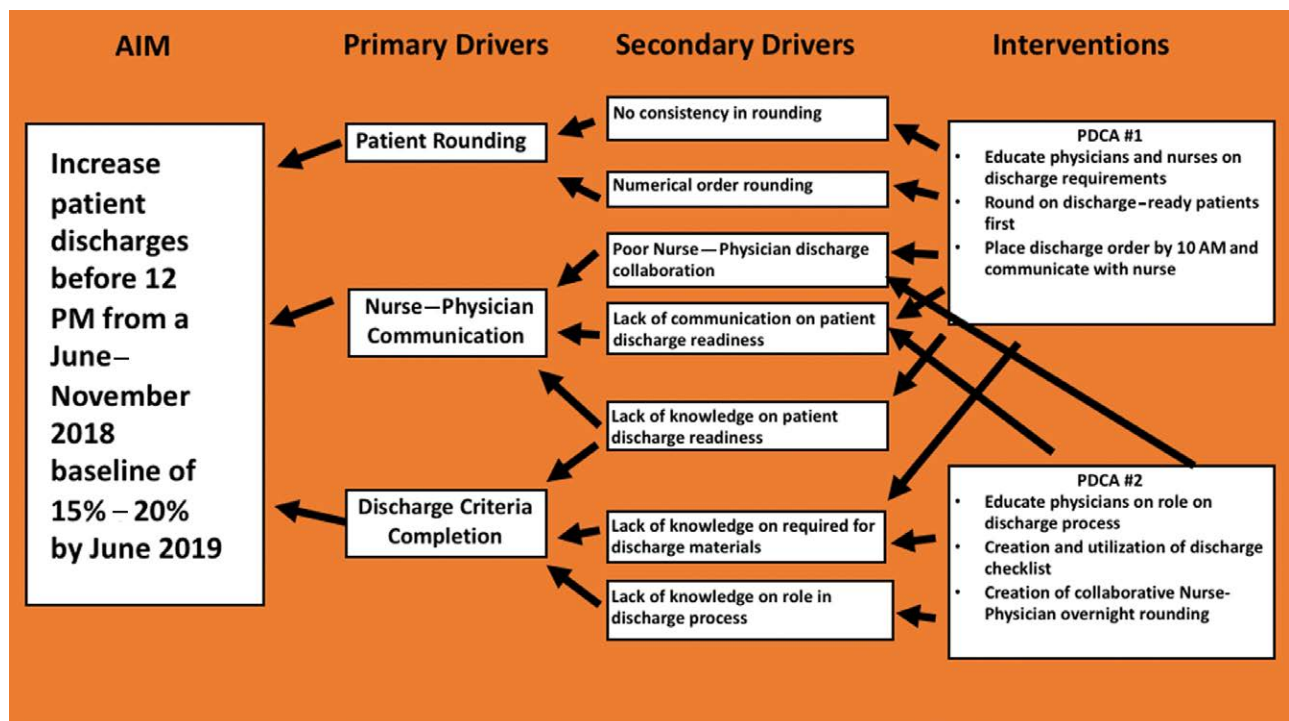 AIM
Primary Drivers
Secondary Drivers
Interventions
Increase
patient
discharges
before 12
PM from a
June–
November
2018
baseline of
15% – 20%
by June 2019
Patient Rounding
Nurse—Physician
Communication
Discharge Criteria
Completion
No consistency in rounding
Numerical order rounding
Poor Nurse—Physician discharge
collaboration
Lack of communication on patient
discharge readiness
Lack of knowledge on patient
discharge readiness
Lack of knowledge on required for
discharge materials
Lack of knowledge on role in
discharge process
PDCA #1
• Educate physicians and nurses on
discharge requirements
• Round on discharge–ready patients
first
• Place discharge order by 10 AM and
communicate with nurse
PDCA #2
• Educate physicians on role on
discharge process
• Creation and utilization of discharge
checklist
• Creation of collaborative Nurse-
Physician overnight rounding